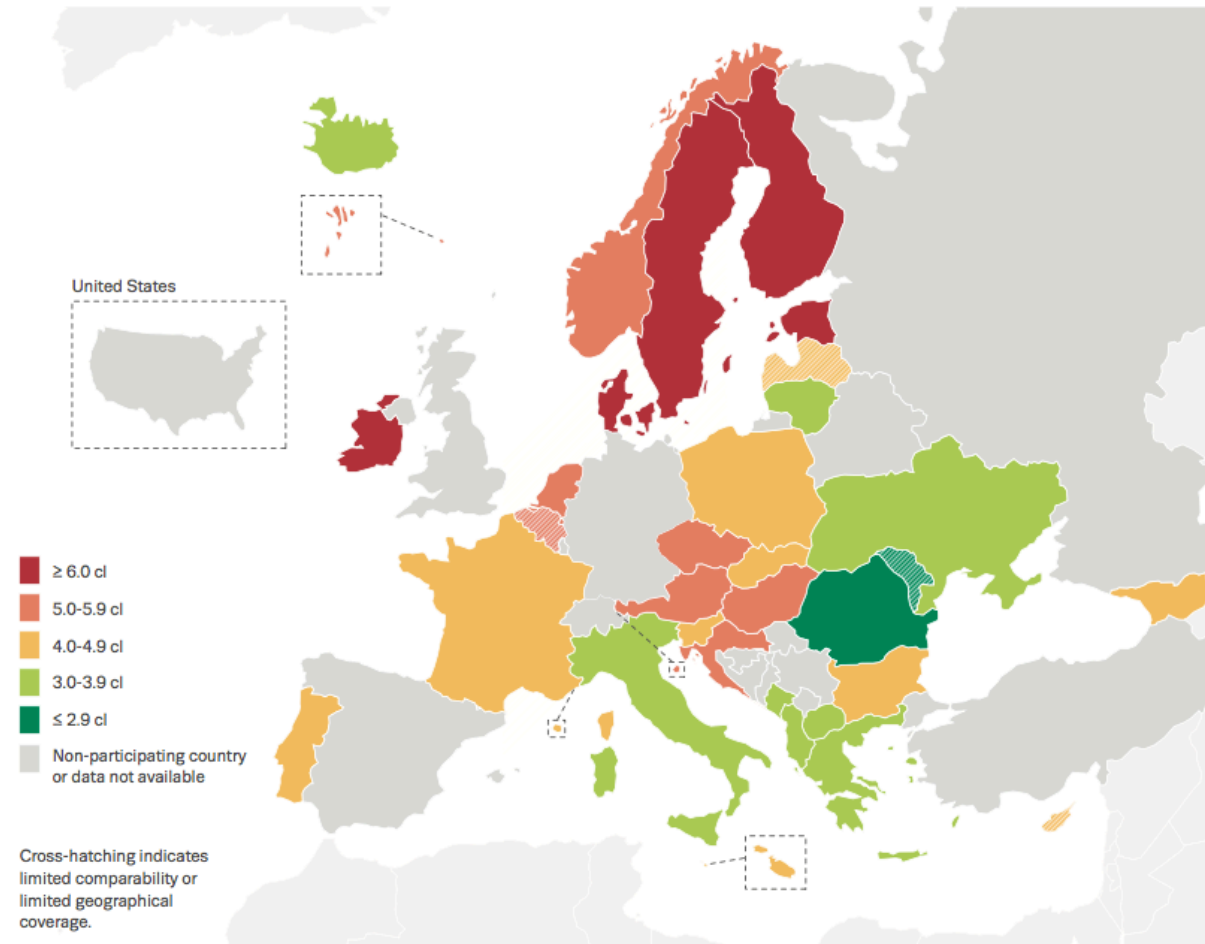 United States
≥ 6.0 cl
5.0-5.9 cl
4.0-4.9 cl
3.0-3.9 cl
≤ 2.9 cl
Non-participating country
or data not available
Cross-hatching indicates
limited comparability or
limited geographical
coverage.